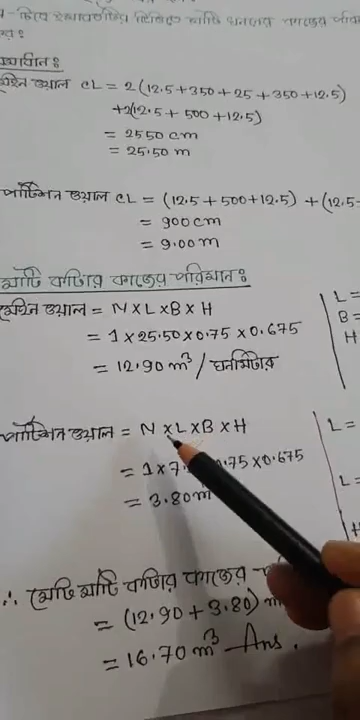 সমাধান :
মেইন ওয়াল CL = 2(12.5+350+25+350+12.5)
+2(12.5+500+12.5)
= 2550 cm
= 25.50 m
পার্টিশন ওয়াল CL = (12.5+500+12.5) + (12.5
= 900cm
= 9.00m
মাটি কাটার কাজের পরিমান :
মেইন ওয়াল = N×L×B×H
= 1×25.50×0.75×0.675
= 12.90 m³ / ঘনমিটার
L =
B =
H
পার্টিশন ওয়াল = N×L×B×H
= 1×7. .75×0.675
= 3.80m
L =
L =
∴ মোট মাটি কাটার কাজের
= (12.90+3.80) m
= 16.70m³ Ans.